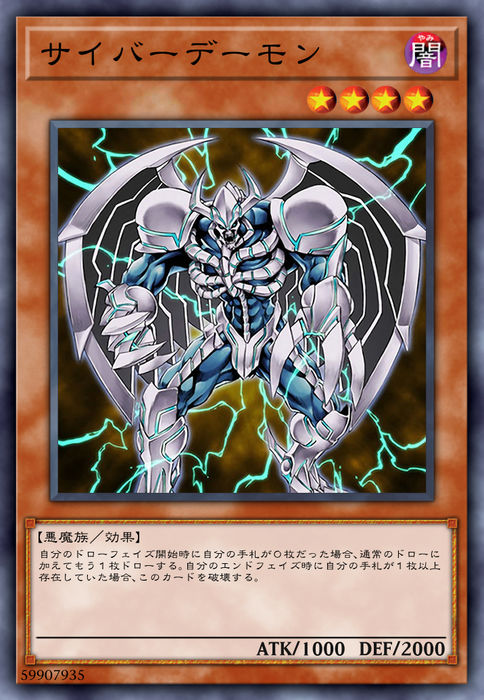 サイバーデーモン
やみ
闇
【悪魔族／効果】
自分のドローフェイズ開始時に自分の手札が０枚だった場合、通常のドローに
加えてもう１枚ドローする。自分のエンドフェイズ時に自分の手札が１枚以上
存在していた場合、このカードを破壊する。
ATK/1000 DEF/2000
59907935